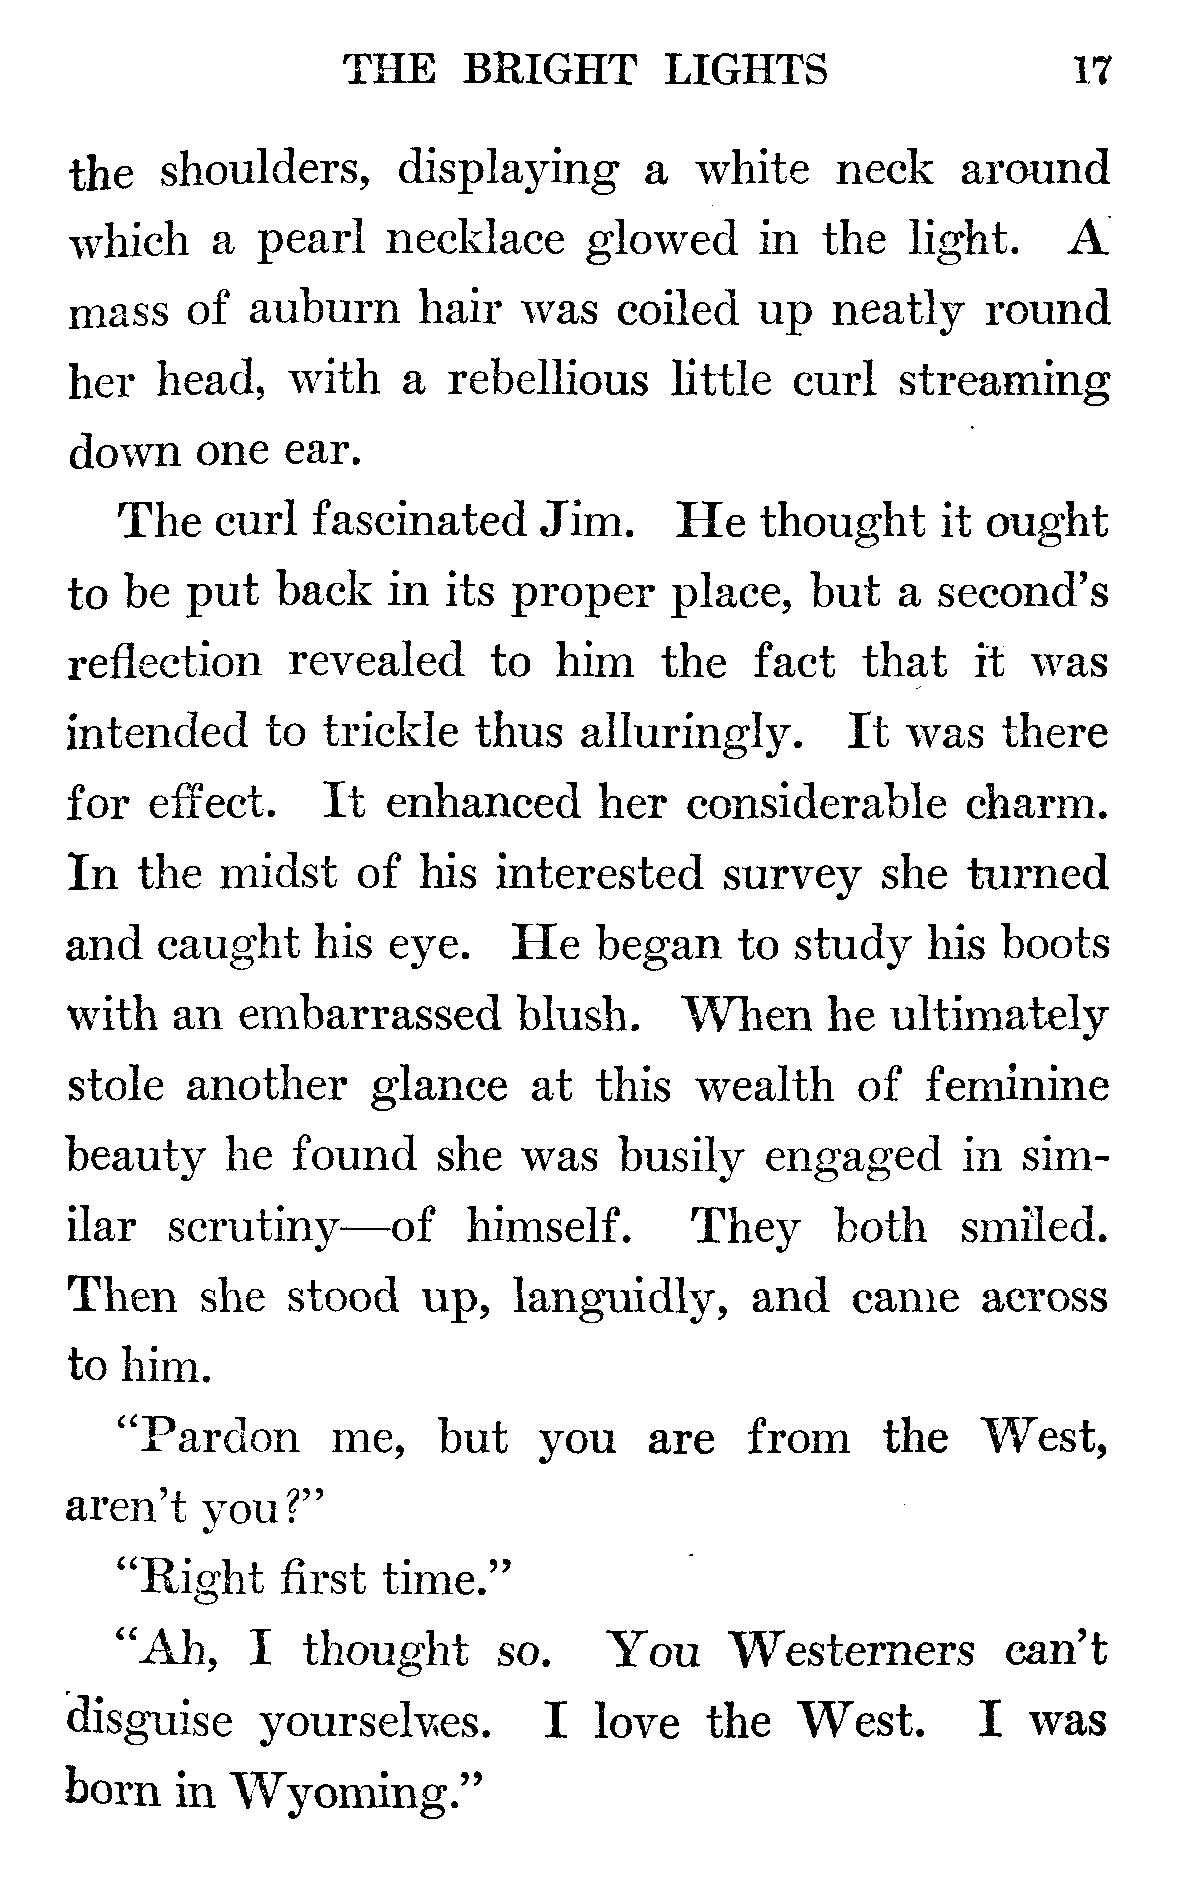 THE BRIGHT LIGHTS 17
the shoulders, displaying a white neck around
which a pearl necklace glowed in the light. A
mass of auburn hair was coiled up neatly round
her head, with a rebellious little curl streaming
down one ear.
The curl fascinated Jim. He thought it ought
to be put back in its proper place, but a second's
reflection revealed to him the fact that it was
intended to trickle thus alluringly. It was there
for effect. It enhanced her considerable charm.
In the midst of his interested survey she turned
and caught his eye. He began to study his boots
with an embarrassed blush. When he ultimately
stole another glance at this wealth of feminine
beauty he found she was busily engaged in sim-
ilar scrutiny—of himself. They both smiled.
Then she stood up, languidly, and came across
to him.
"Pardon me, but you are from the West,
aren't you?"
"Right first time."
"Ah, I thought so. You Westerners can't
disguise yourselves. I love the West. I was
born in Wyoming."